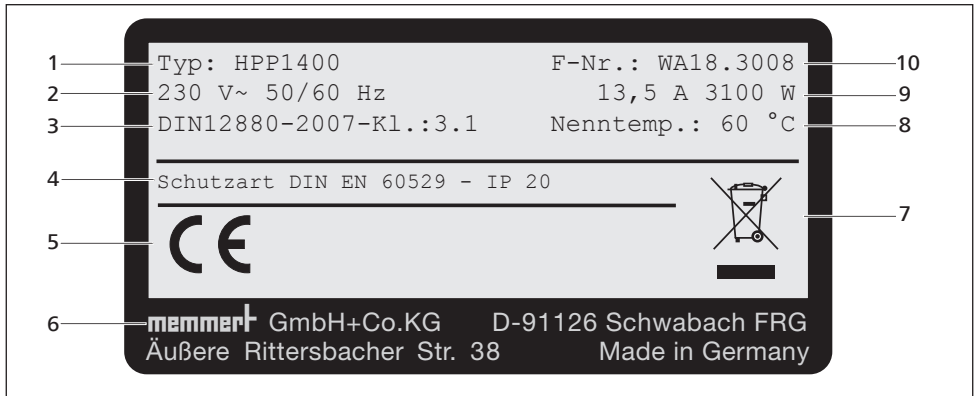 1 Typ: HPP1400 F-Nr.: WA18.3008 10
2 230 V~ 50/60 Hz 13,5 A 3100 W 9
3 DIN12880-2007-Kl.:3.1 Nenntemp.: 60 °C 8
4 Schutzart DIN EN 60529 - IP 20
5 CE 7
6 memmert GmbH+Co.KG D-91126 Schwabach FRG
Äußere Rittersbacher Str. 38 Made in Germany